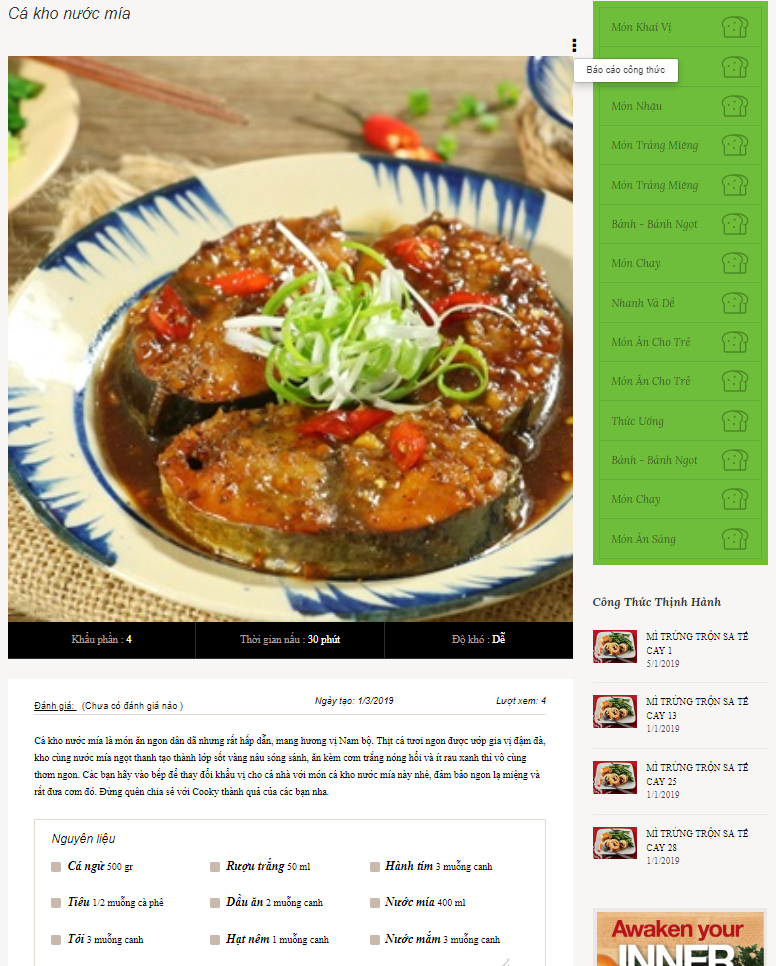 Cá kho nước mía
Báo cáo công thức
Khẩu phần : 4
Thời gian nấu : 30 phút
Độ khó : Dễ
Đánh giá: (Chưa có đánh giá nào )
Ngày tạo: 1/3/2019
Lượt xem: 4
Cá kho nước mía là món ăn ngon dân dã nhưng rất hấp dẫn, mang hương vị Nam bộ. Thịt cá tươi ngon được ướp gia vị đậm đà,
kho cùng nước mía ngọt thanh tạo thành lớp sốt vàng nâu sóng sánh, ăn kèm cơm trắng nóng hổi và ít rau xanh thì vô cùng
thơm ngon. Các bạn hãy vào bếp để thay đổi khẩu vị cho cả nhà với món cá kho nước mía này nhé, đảm bảo ngon lạ miệng và
rất đưa cơm đó. Đừng quên chia sẻ với Cooky thành quả của các bạn nha.
Nguyên liệu
Cá ngừ 500 gr
Rượu trắng 50 ml
Hành tím 3 muỗng canh
Tiêu 1/2 muỗng cà phê
Dầu ăn 2 muỗng canh
Nước mía 400 ml
Tỏi 3 muỗng canh
Hạt nêm 1 muỗng canh
Nước mắm 3 muỗng canh
Món Khai Vị
Món Nhậu
Món Tráng Miệng
Món Tráng Miệng
Bánh - Bánh Ngọt
Món Chay
Nhanh Và Dễ
Món Ăn Cho Trẻ
Món Ăn Cho Trẻ
Thức Uống
Bánh - Bánh Ngọt
Món Chay
Món Ăn Sáng
Công Thức Thịnh Hành
MÌ TRỨNG TRỘN SA TẾ
CAY 1
5/1/2019
MÌ TRỨNG TRỘN SA TẾ
CAY 13
1/1/2019
MÌ TRỨNG TRỘN SA TẾ
CAY 25
1/1/2019
MÌ TRỨNG TRỘN SA TẾ
CAY 28
1/1/2019
Awaken your
INNER